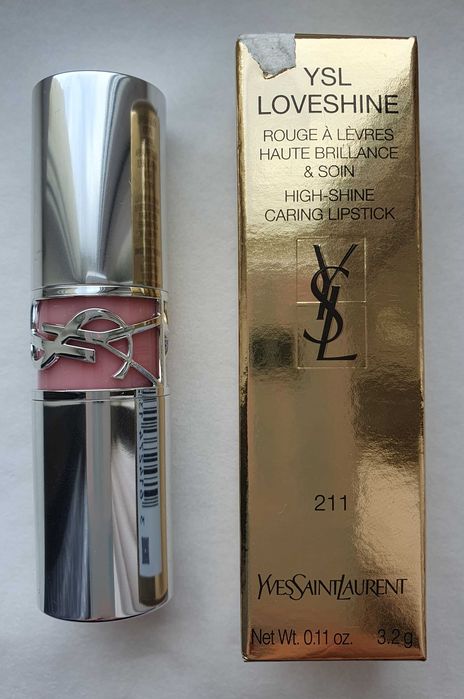 YSL
LOVESHINE
ROUGE À LÈVRES
HAUTE BRILLANCE
& SOIN
HIGH-SHINE
CARING LIPSTICK
YSL
211
YVESSAINTLAURENT
Net Wt. 0.11 oz. 3.2 g